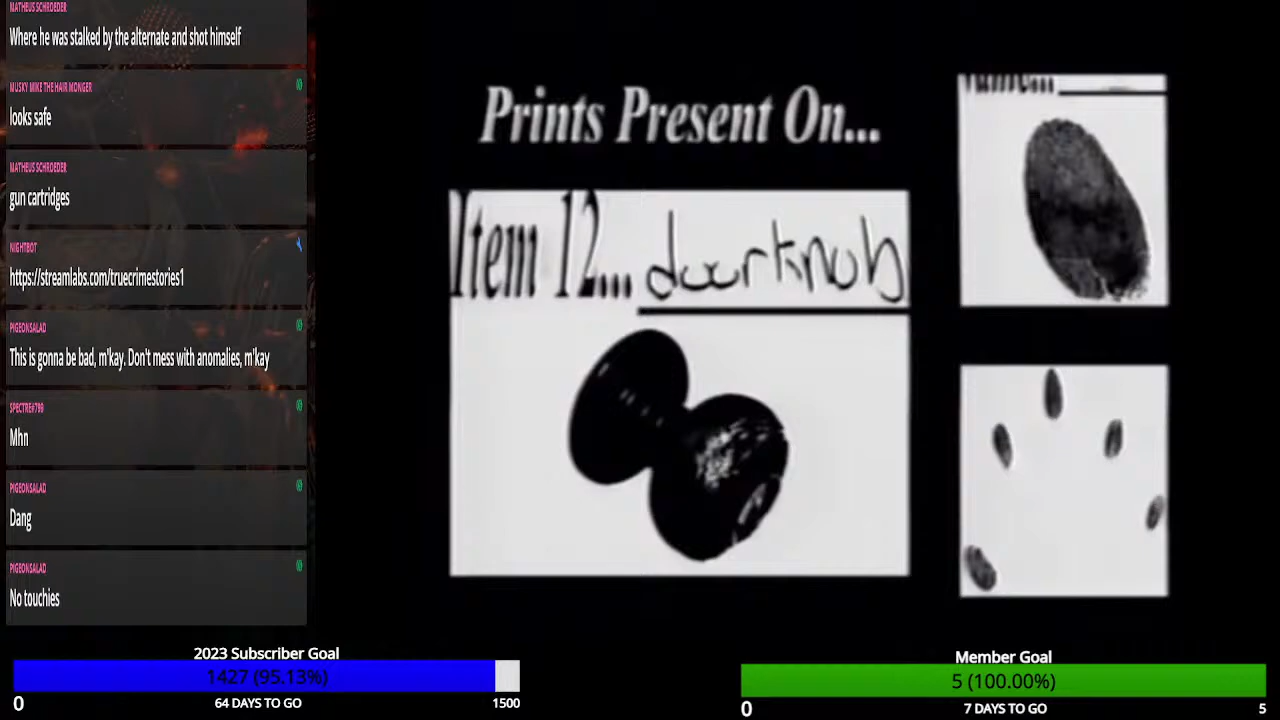 MATHEUS SCHROEDER
Where he was stalked by the alternate and shot himself
MUSKY MIKE THE HAIR MONGER
looks safe
MATHEUS SCHROEDER
gun cartridges
NIGHTBOT
https://streamlabs.com/truecrimestories1
PIGEONSALAD
This is gonna be bad, m'kay. Don't mess with anomalies, m'kay
SPECTRE#799
Mhn
PIGEONSALAD
Dang
PIGEONSALAD
No touchies
Prints Present On...
Item 12... doorknob
2023 Subscriber Goal
1427 (95.13%)
0
64 DAYS TO GO
1500
Member Goal
5 (100.00%)
0
7 DAYS TO GO
5